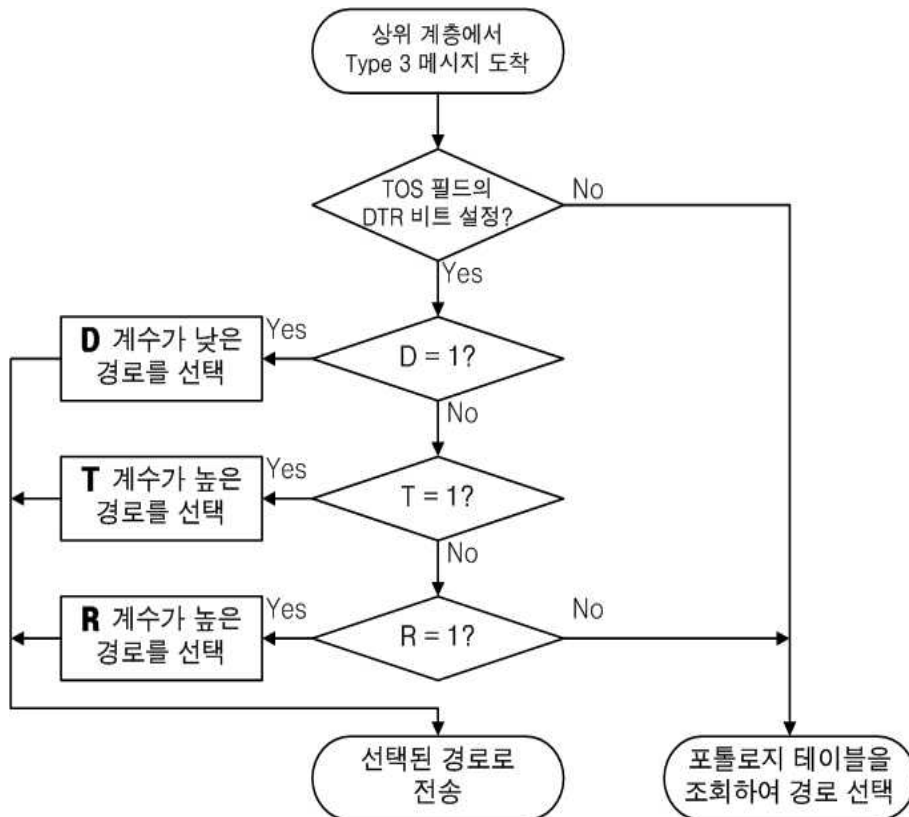 상위 계층에서
Type 3 메시지 도착
TOS 필드의
DTR 비트 설정?
No
Yes
D 계수가 낮은
경로를 선택
Yes
D = 1?
No
T 계수가 높은
경로를 선택
Yes
T = 1?
No
R 계수가 높은
경로를 선택
Yes
R = 1?
No
선택된 경로로
전송
포톨로지 테이블을
조회하여 경로 선택